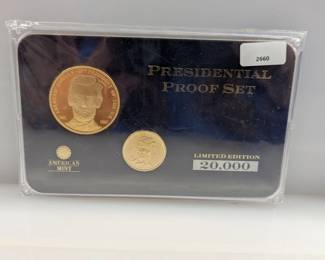 2660
PRESIDENTIAL
PROOF SET
AMERICAN
MINT
LIMITED EDITION
20,000